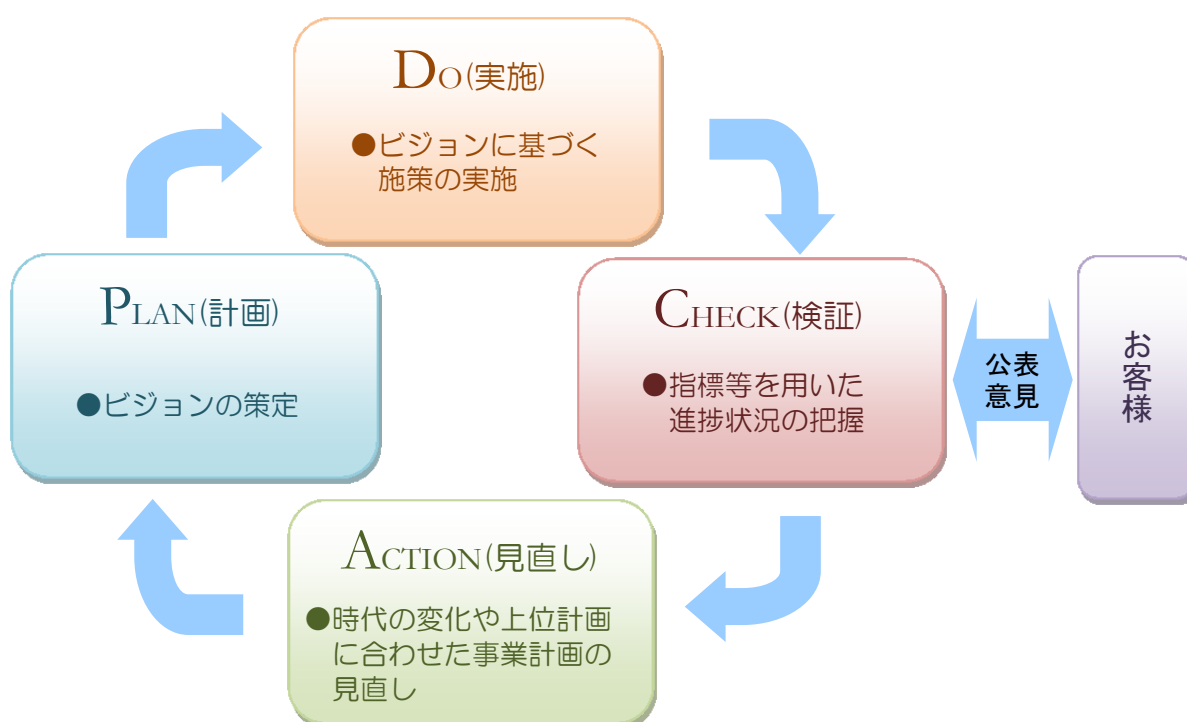 DO(実施)
●ビジョンに基づく
施策の実施
PLAN(計画)
●ビジョンの策定
CHECK(検証)
●指標等を用いた
進捗状況の把握
公表
意見
お客様
ACTION(見直し)
●時代の変化や上位計画
に合わせた事業計画の
見直し